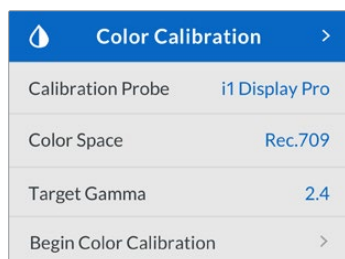 Color Calibration
Calibration Probe i1 Display Pro
Color Space Rec.709
Target Gamma 2.4
Begin Color Calibration